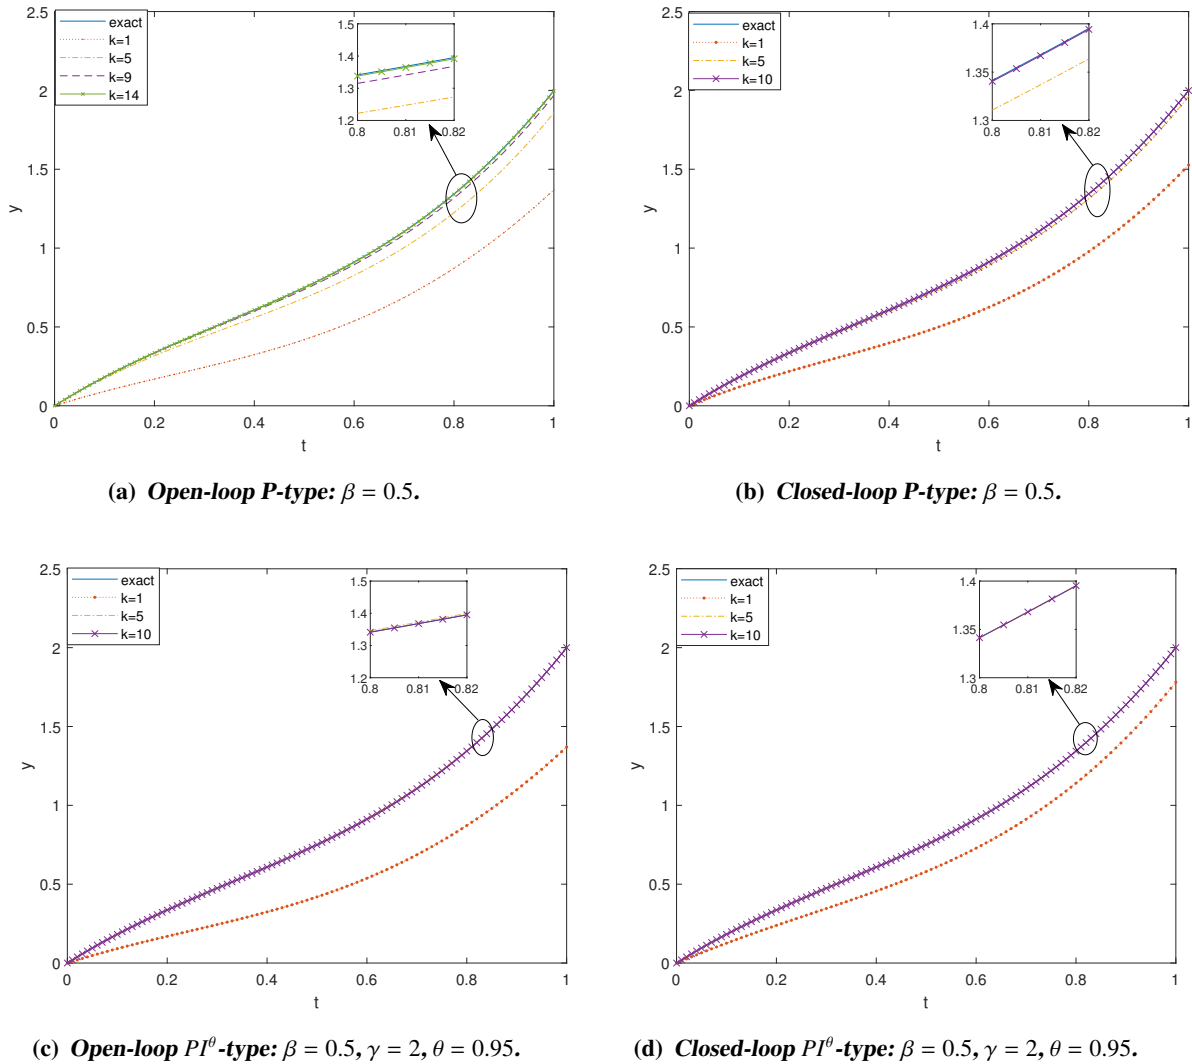 2.5
2
1.5
1
0.5
0
0 0.2 0.4 0.6 0.8 1
y
t
exact
k=1
k=5
k=9
k=14
1.5
1.4
1.3
1.2
0.8 0.81 0.82
(a) Open-loop P-type: β = 0.5.
2.5
2
1.5
1
0.5
0
0 0.2 0.4 0.6 0.8 1
y
t
exact
k=1
k=5
k=10
1.4
1.35
1.3
0.8 0.81 0.82
(b) Closed-loop P-type: β = 0.5.
2.5
2
1.5
1
0.5
0
0 0.2 0.4 0.6 0.8 1
y
t
exact
k=1
k=5
k=10
1.5
1.4
1.3
1.2
0.8 0.81 0.82
(c) Open-loop PI^θ-type: β = 0.5, γ = 2, θ = 0.95.
2.5
2
1.5
1
0.5
0
0 0.2 0.4 0.6 0.8 1
y
t
exact
k=1
k=5
k=10
1.4
1.35
1.3
0.8 0.81 0.82
(d) Closed-loop PI^θ-type: β = 0.5, γ = 2, θ = 0.95.